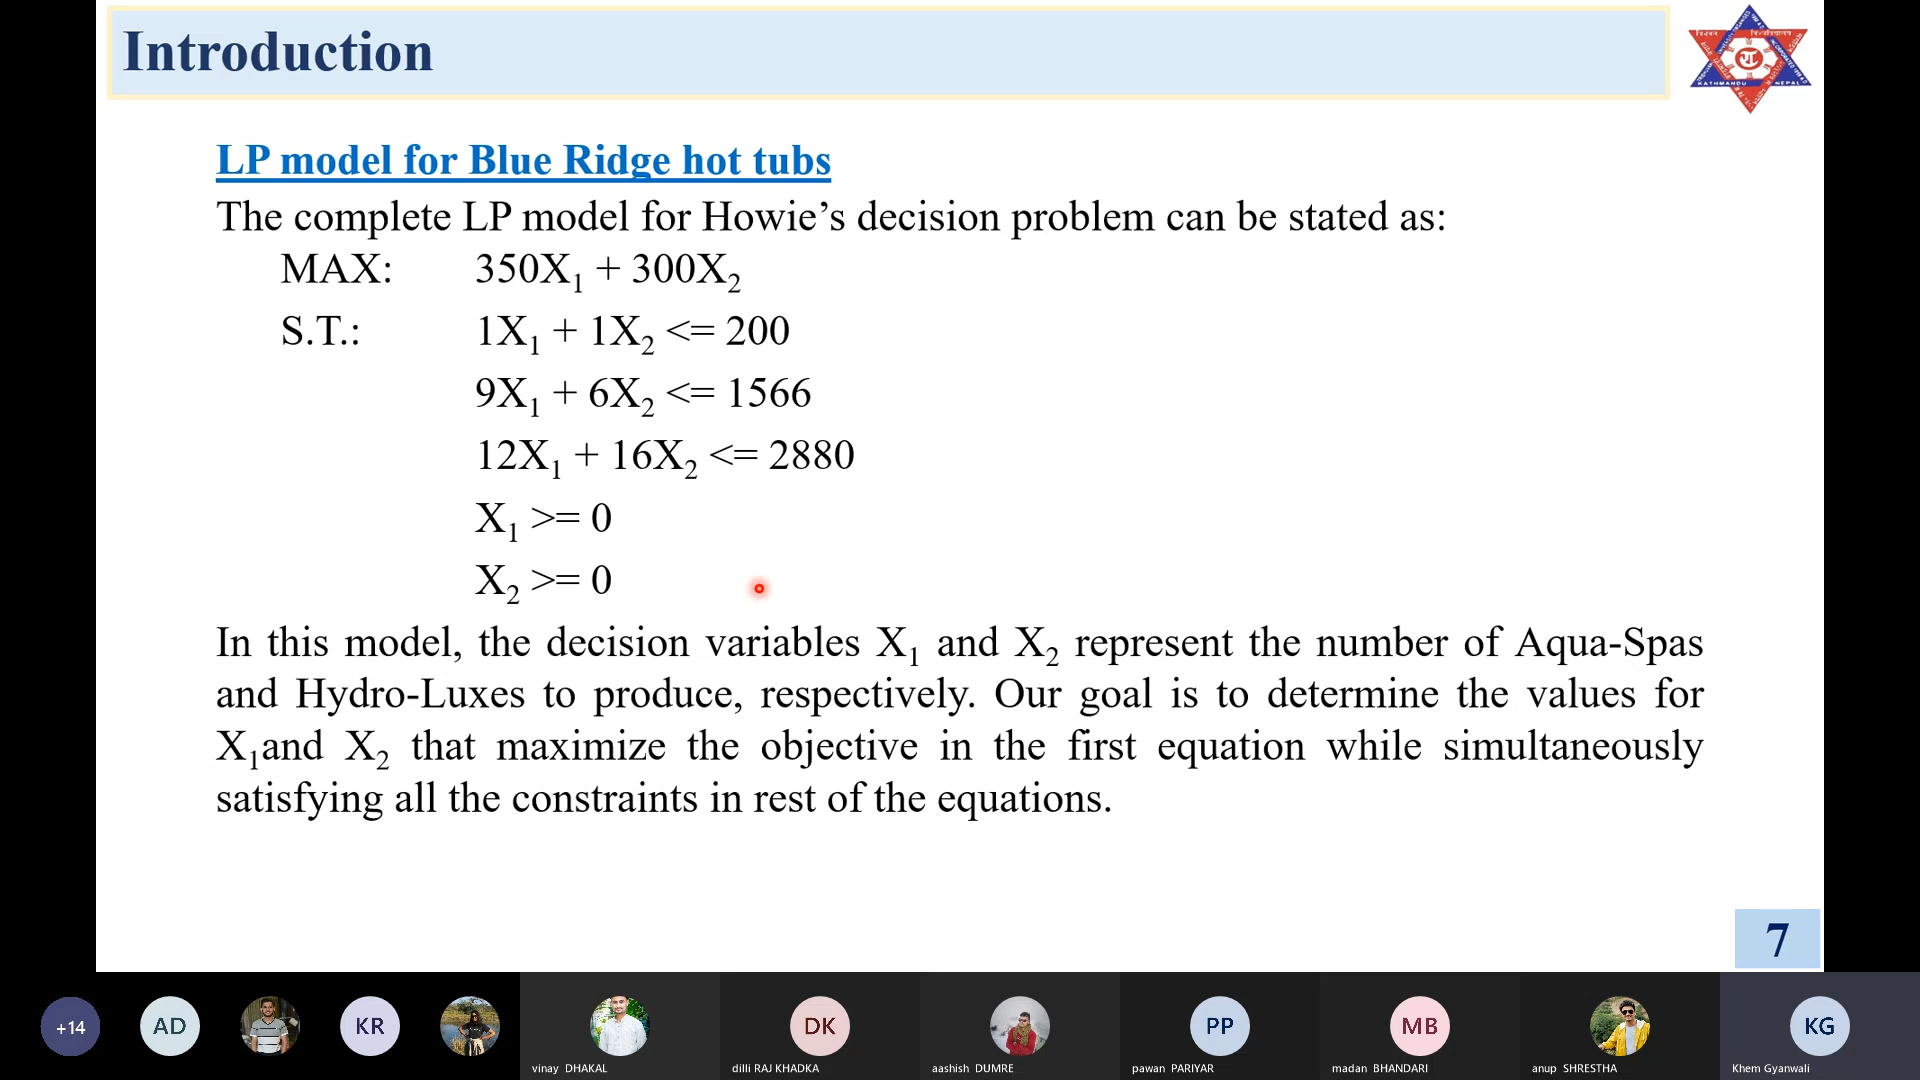 Introduction
LP model for Blue Ridge hot tubs
The complete LP model for Howie’s decision problem can be stated as:
MAX: 350X₁ + 300X₂
S.T.: 1X₁ + 1X₂ <= 200
9X₁ + 6X₂ <= 1566
12X₁ + 16X₂ <= 2880
X₁ >= 0
X₂ >= 0
In this model, the decision variables X₁ and X₂ represent the number of Aqua-Spas
and Hydro-Luxes to produce, respectively. Our goal is to determine the values for
X₁and X₂ that maximize the objective in the first equation while simultaneously
satisfying all the constraints in rest of the equations.
7
+14 AD KR DK PP MB KG
vinay DHAKAL dilli RAJ KHADKA aashish DUMRE pawan PARIYAR madan BHANDARI anup SHRESTHA Khem Gyanwali
KATHMANDU NEPAL